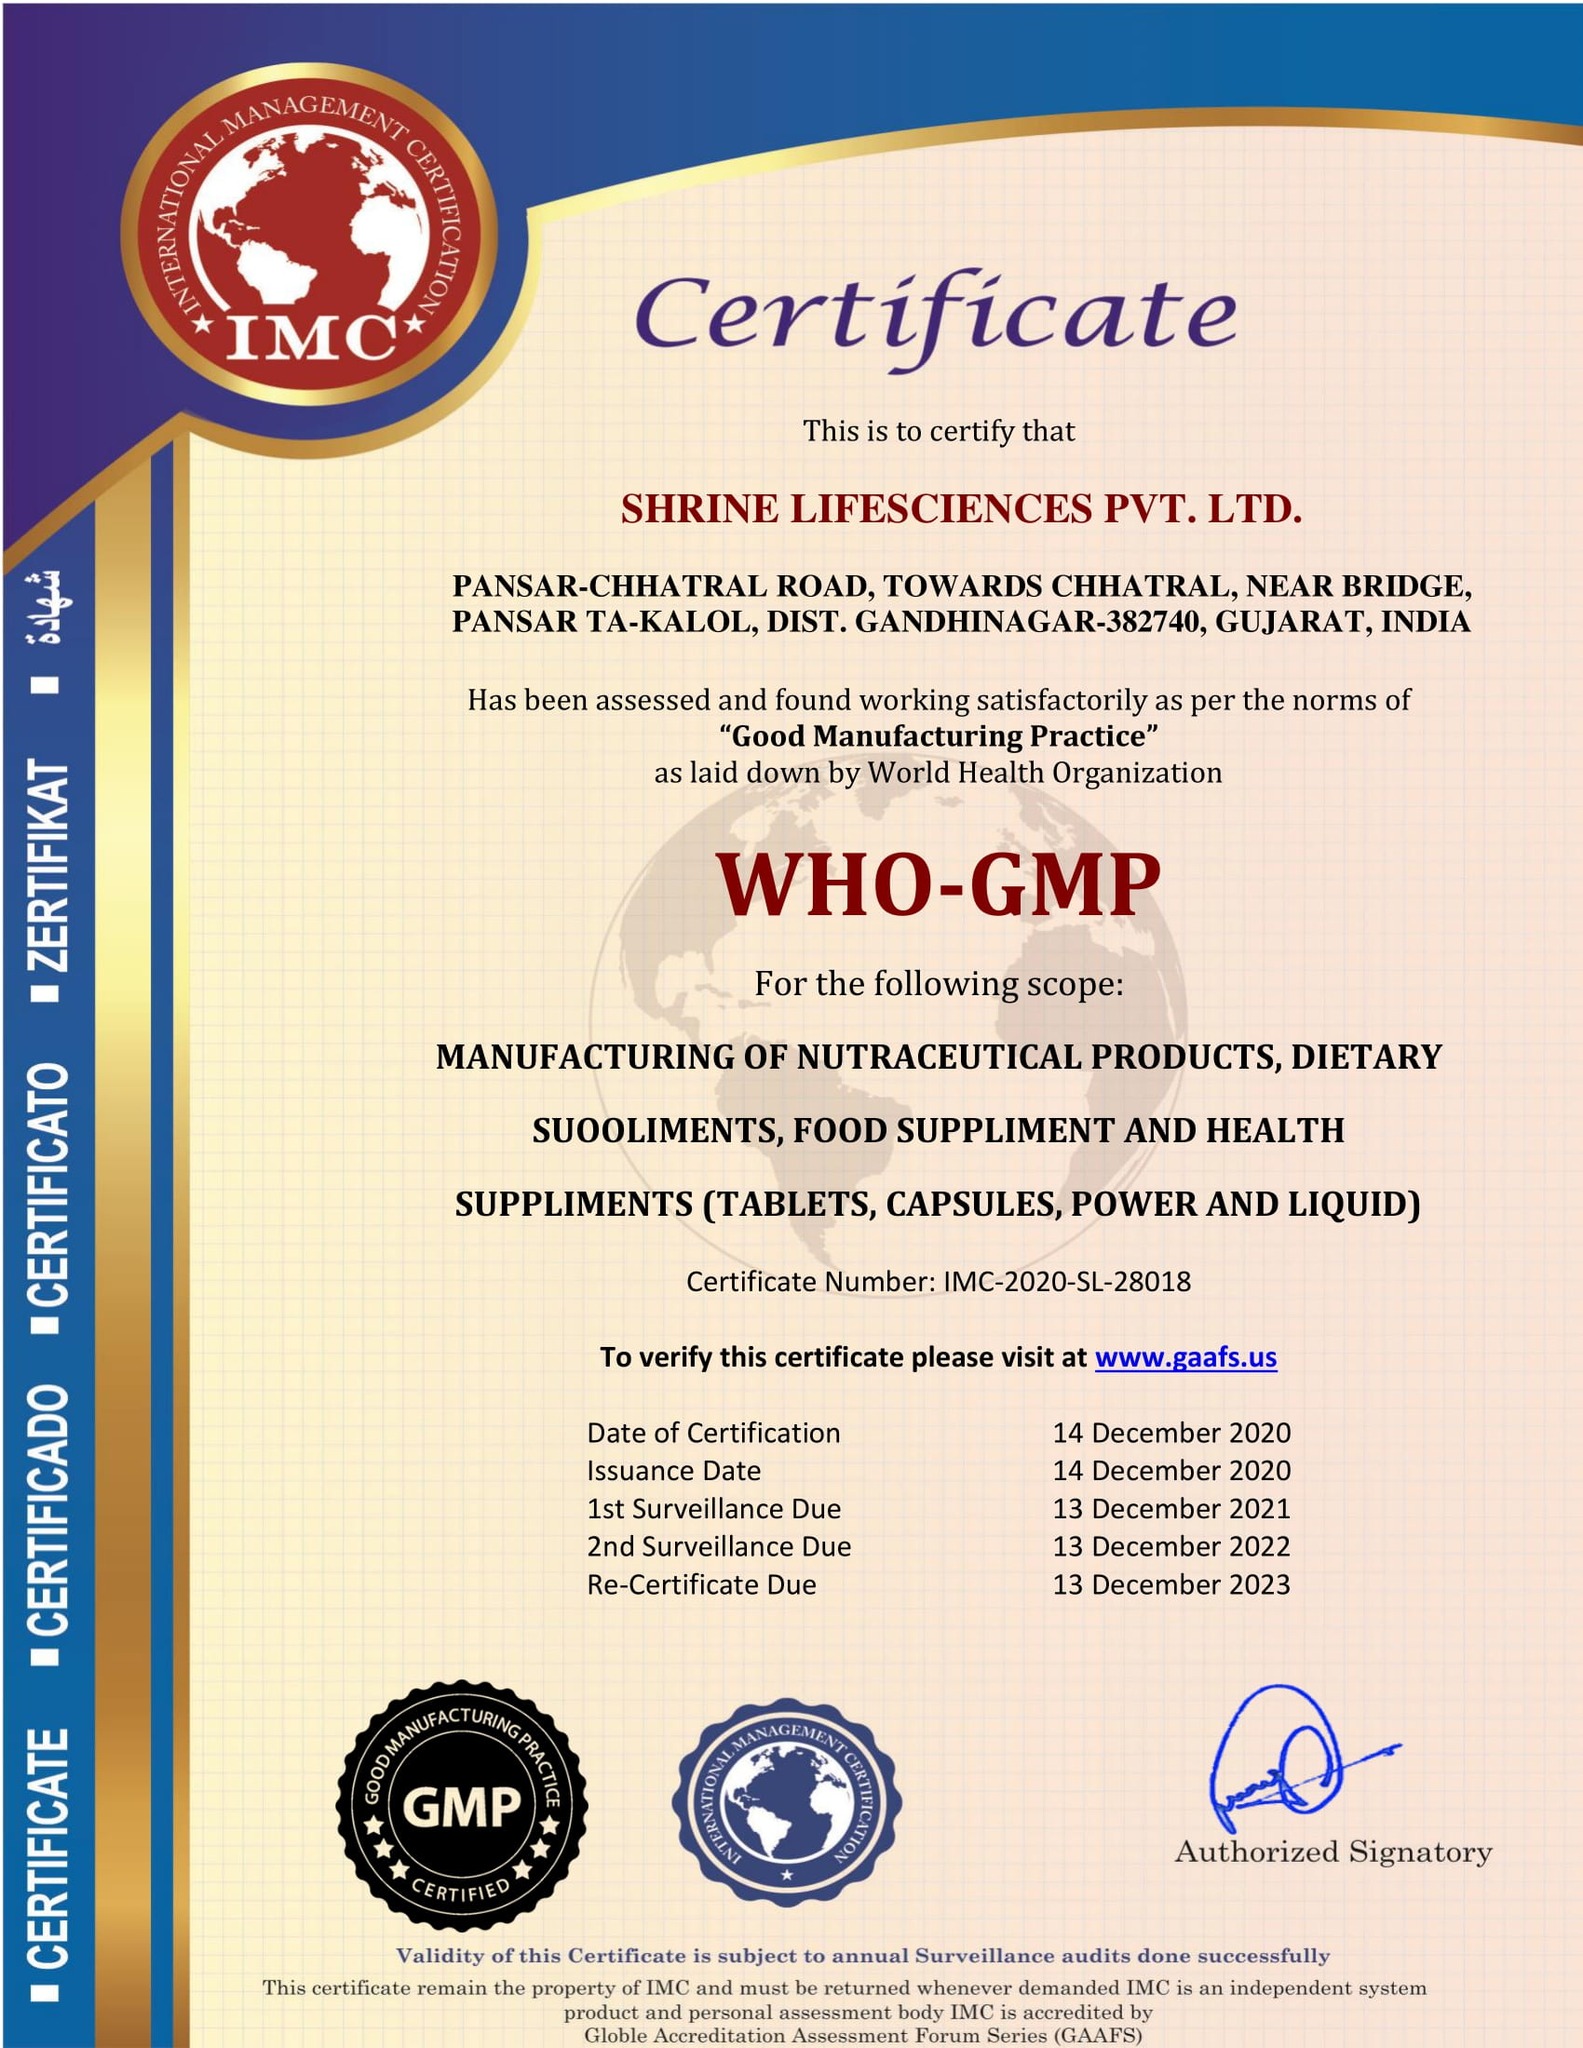 INTERNATIONAL MANAGEMENT CERTIFICATION
IMC
Certificate
This is to certify that
SHRINE LIFESCIENCES PVT. LTD.
PANSAR-CHHATRAL ROAD, TOWARDS CHHATRAL, NEAR BRIDGE,
PANSAR TA-KALOL, DIST. GANDHINAGAR-382740, GUJARAT, INDIA
Has been assessed and found working satisfactorily as per the norms of
“Good Manufacturing Practice”
as laid down by World Health Organization
WHO-GMP
For the following scope:
MANUFACTURING OF NUTRACEUTICAL PRODUCTS, DIETARY
SUOOLIMENTS, FOOD SUPPLIMENT AND HEALTH
SUPPLIMENTS (TABLETS, CAPSULES, POWER AND LIQUID)
Certificate Number: IMC-2020-SL-28018
To verify this certificate please visit at www.gaafs.us
Date of Certification 14 December 2020
Issuance Date 14 December 2020
1st Surveillance Due 13 December 2021
2nd Surveillance Due 13 December 2022
Re-Certificate Due 13 December 2023
GOOD MANUFACTURING PRACTICE
GMP
CERTIFIED
INTERNATIONAL MANAGEMENT CERTIFICATION
Authorized Signatory
Validity of this Certificate is subject to annual Surveillance audits done successfully
This certificate remain the property of IMC and must be returned whenever demanded IMC is an independent system
product and personal assessment body IMC is accredited by
Globle Accreditation Assessment Forum Series (GAAFS)
CERTIFICATE ■ CERTIFICADO ■ CERTIFICATO ■ ZERTIFIKAT ■ شهادة